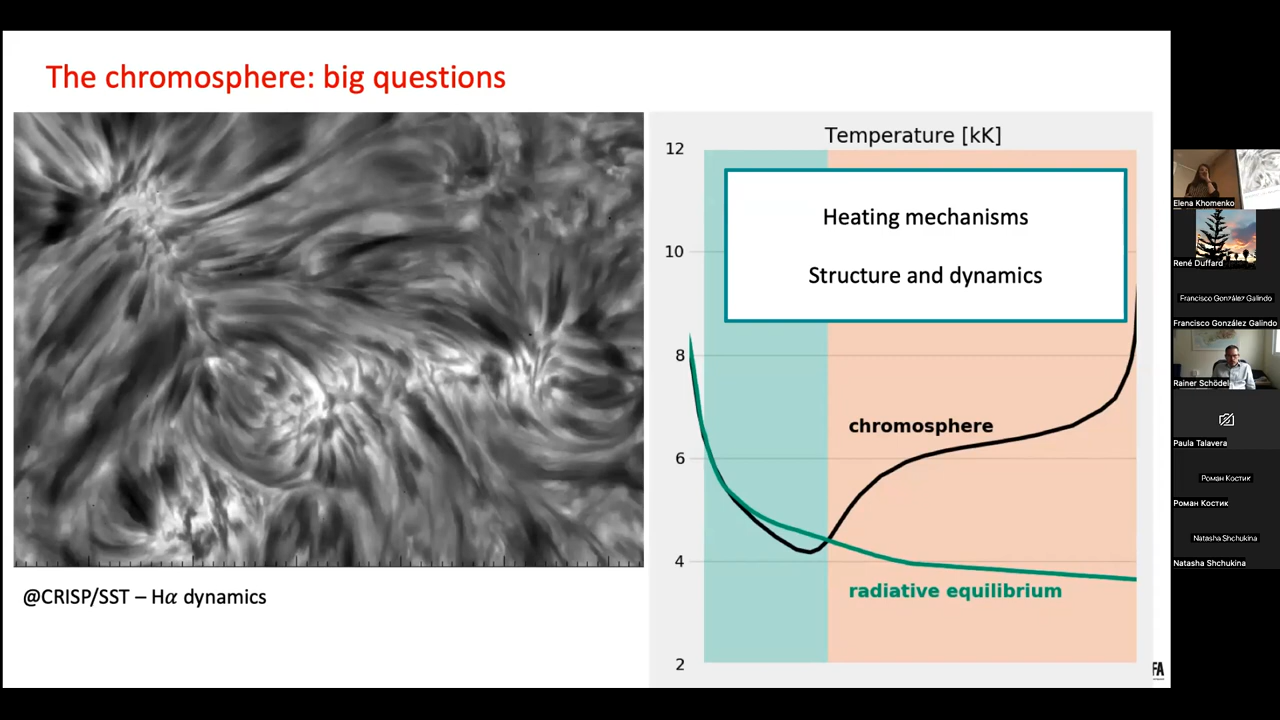 The chromosphere: big questions
@CRISP/SST – Hα dynamics
Temperature [kK]
12
10
8
6
4
2
Heating mechanisms
Structure and dynamics
chromosphere
radiative equilibrium
FA
Elena Khomenko
René Duffard
Francisco González Galindo
Francisco González Galindo
Rainer Schödel
Paula Talavera
Роман Костик
Роман Костик
Natasha Shchukina
Natasha Shchukina